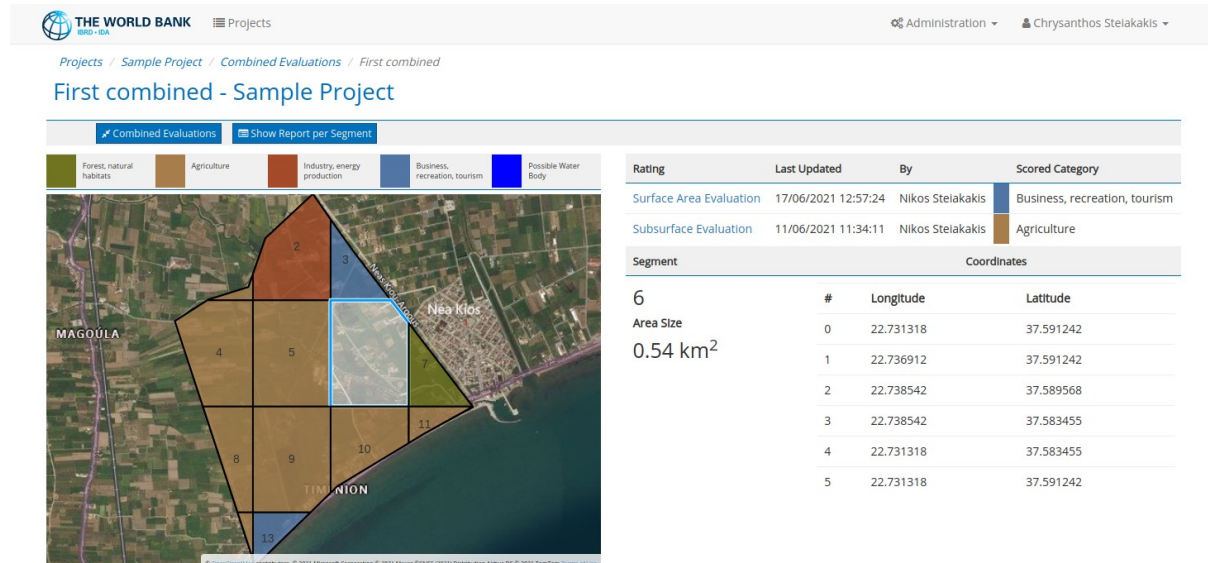 THE WORLD BANK
IBRD • IDA
Projects
Administration
Chrysanthos Steiakakis
Projects / Sample Project / Combined Evaluations / First combined
First combined - Sample Project
Combined Evaluations
Show Report per Segment
Forest, natural
habitats
Agriculture
Industry, energy
production
Business,
recreation, tourism
Possible Water
Body
2
3
Neas Kiou Argous
Nea Kios
MAGOÚLA
4
5
7
11
10
8
9
TIMENION
13
Rating Last Updated By Scored Category
Surface Area Evaluation 17/06/2021 12:57:24 Nikos Steiakakis Business, recreation, tourism
Subsurface Evaluation 11/06/2021 11:34:11 Nikos Steiakakis Agriculture
Segment Coordinates
6
Area Size
0.54 km²
# Longitude Latitude
0 22.731318 37.591242
1 22.736912 37.591242
2 22.738542 37.589568
3 22.738542 37.583455
4 22.731318 37.583455
5 22.731318 37.591242